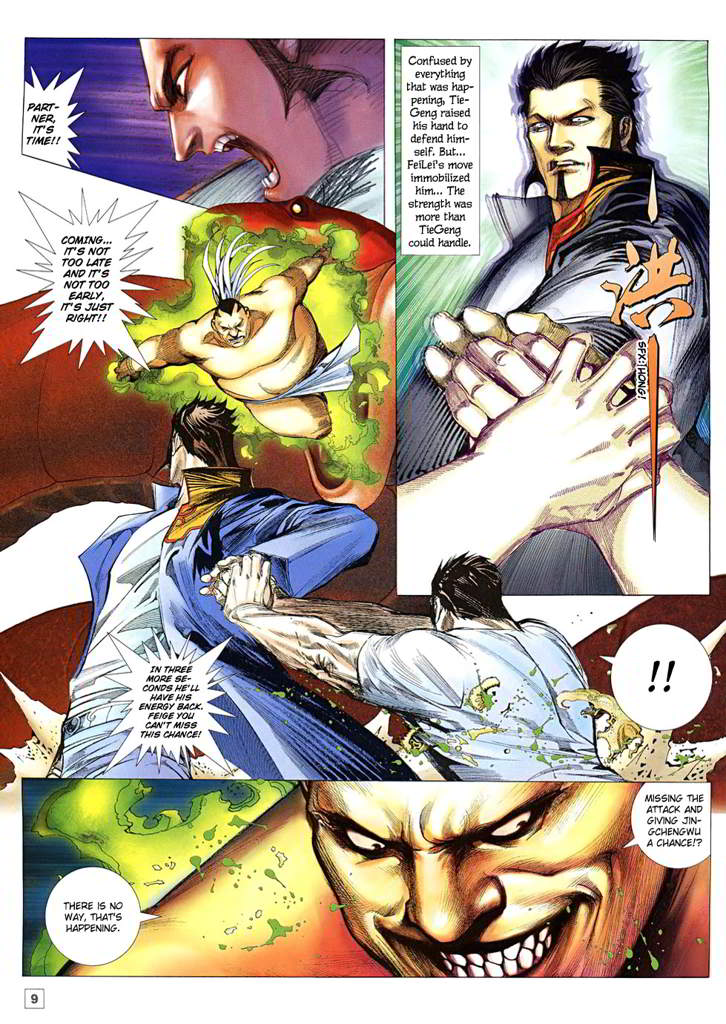 PART-
NER,
IT'S
TIME!!
Confused by
everything
that was hap-
pening, Tie-
Geng raised
his hand to
defend him-
self. But...
FeiLei's move
immobilized
him... The
strength was
more than
TieGeng
could handle.
COMING...
IT'S NOT
TOO LATE
AND IT'S
NOT TOO
EARLY,
IT'S JUST
RIGHT!!
洪
SFX: HONG!
IN THREE
MORE SE-
CONDS HE'LL
HAVE HIS
ENERGY BACK.
FEIGE YOU
CAN'T MISS
THIS CHANCE!
!!
MISSING THE
ATTACK AND
GIVING JIN-
GCHENGWU
A CHANCE!?
THERE IS NO
WAY, THAT'S
HAPPENING.
9